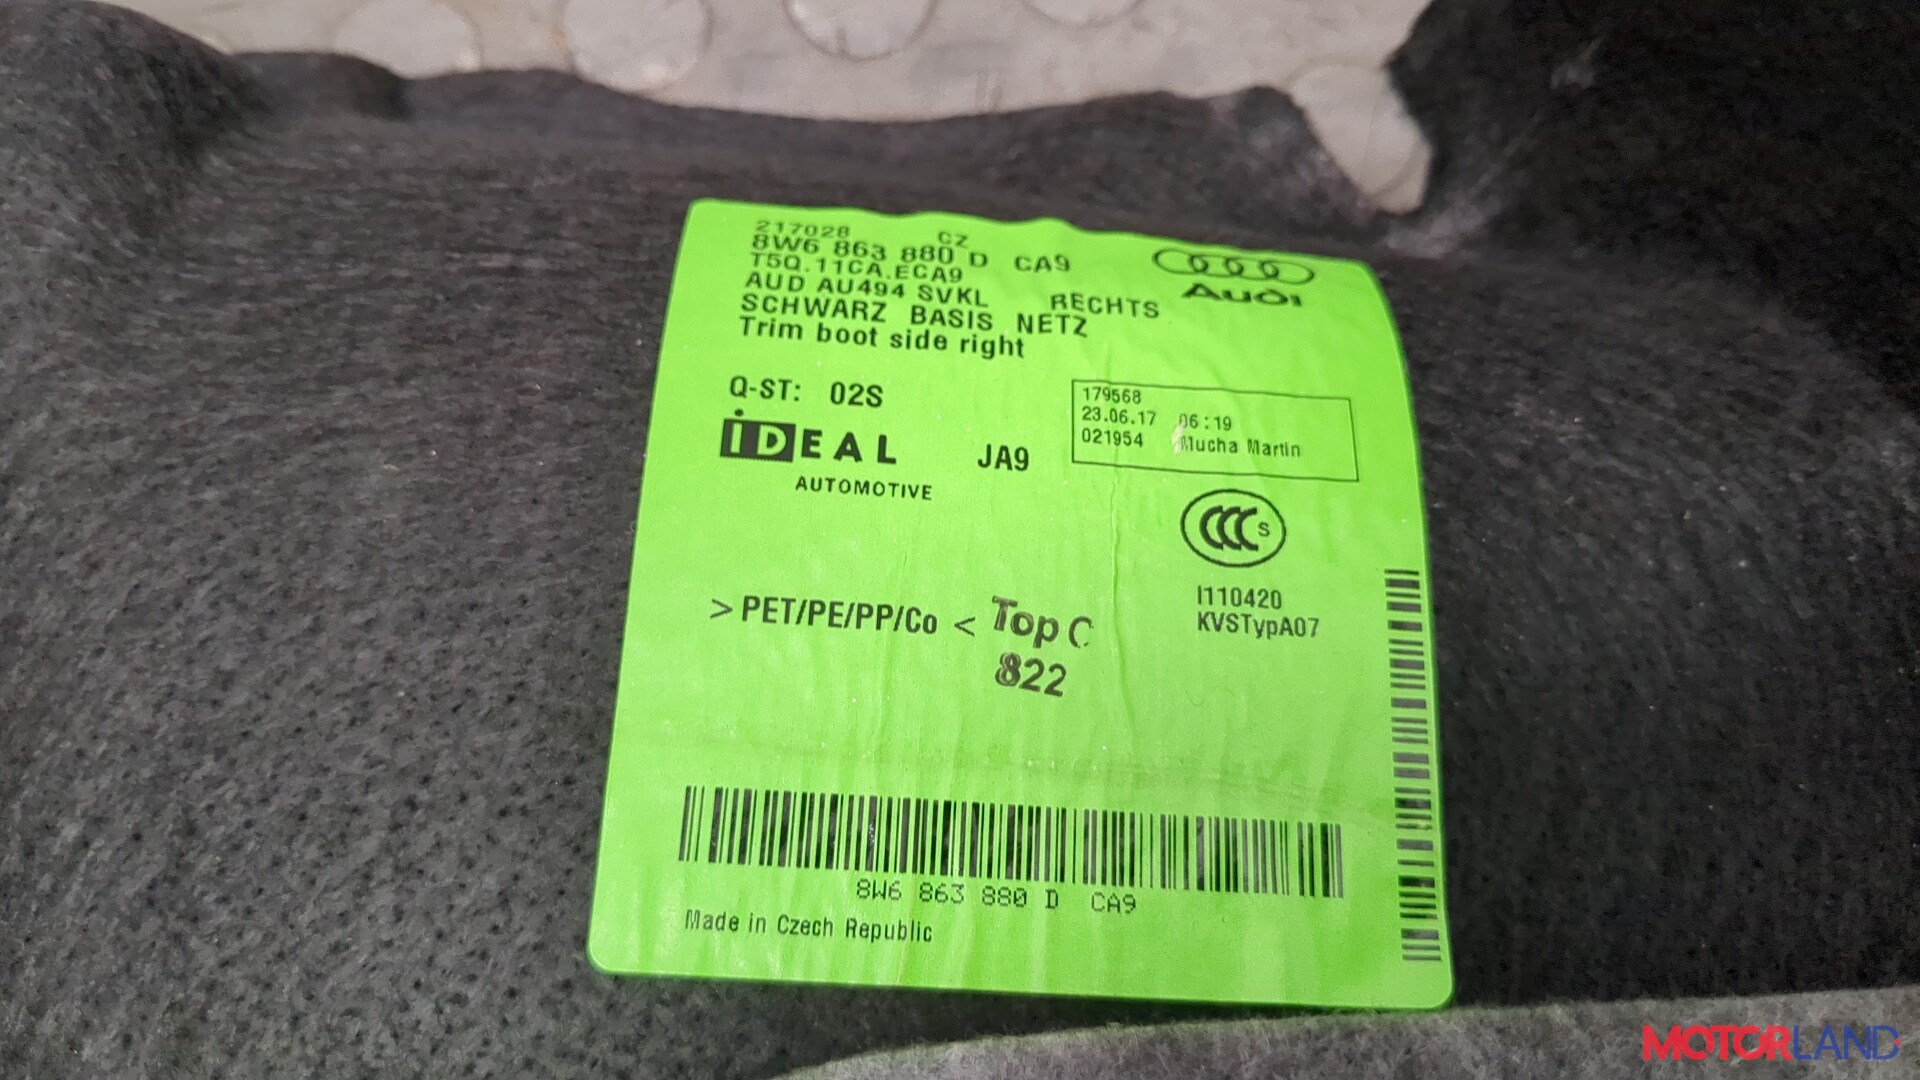 217028 CZ
8W6 863 880 D CA9
T5Q.11CA.ECA9
AUD AU494 SVKL RECHTS
SCHWARZ BASIS NETZ
Trim boot side right
Audi
Q-ST: 02S
iDEAL
AUTOMOTIVE
JA9
179568
23.06.17 06:19
021954 Mucha Martin
CCC S
I110420
KVSTypA07
> PET/PE/PP/Co <
Top C
822
8W6 863 880 D CA9
Made in Czech Republic
MOTORLAND